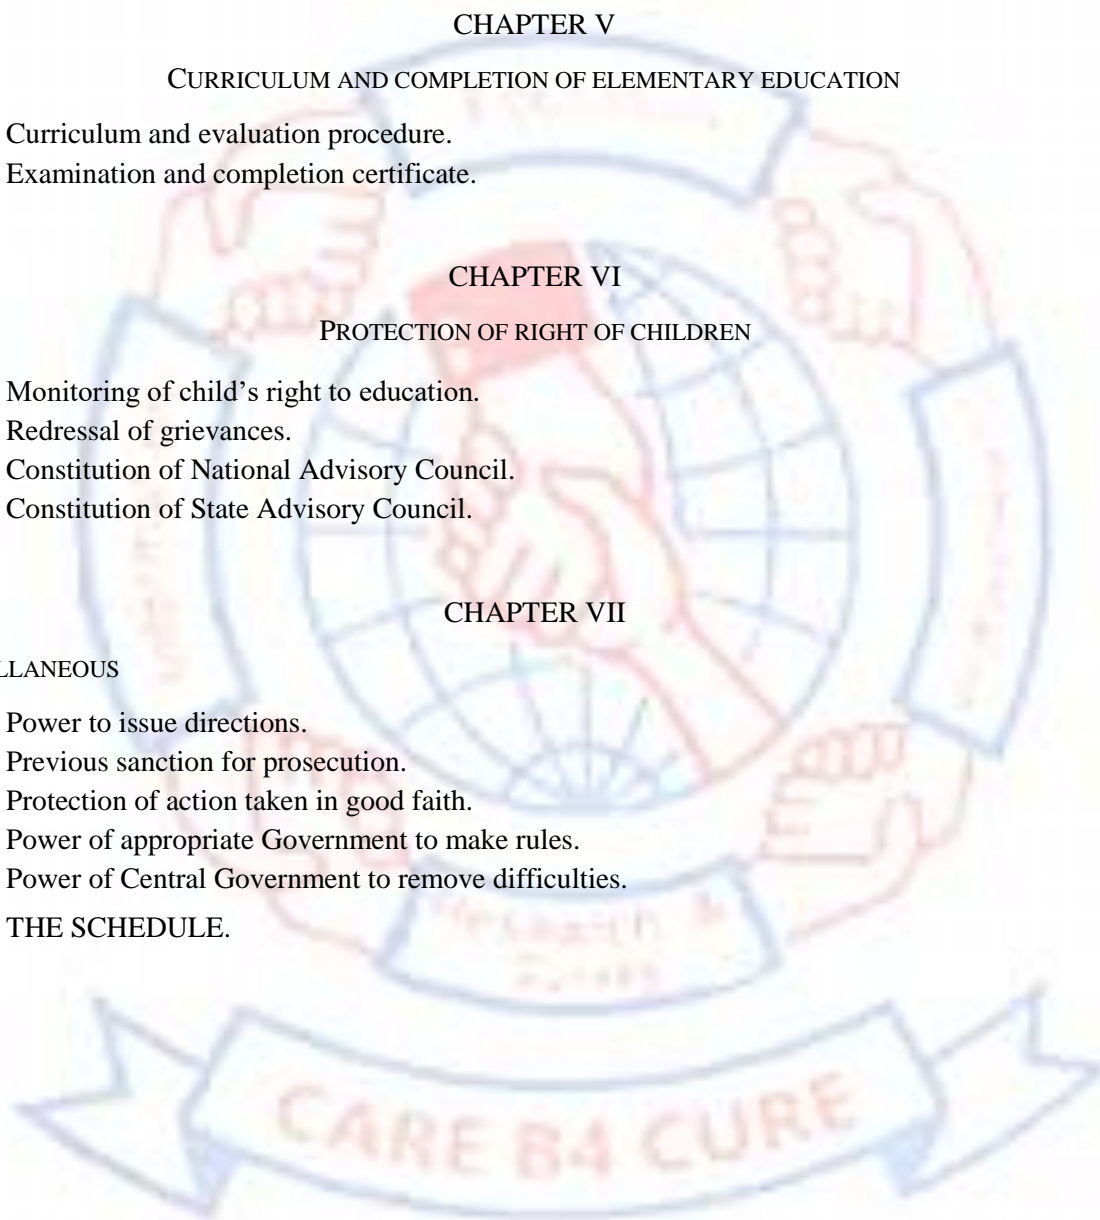 CHAPTER V
CURRICULUM AND COMPLETION OF ELEMENTARY EDUCATION
Curriculum and evaluation procedure.
Examination and completion certificate.
CHAPTER VI
PROTECTION OF RIGHT OF CHILDREN
Monitoring of child’s right to education.
Redressal of grievances.
Constitution of National Advisory Council.
Constitution of State Advisory Council.
CHAPTER VII
LLANEOUS
Power to issue directions.
Previous sanction for prosecution.
Protection of action taken in good faith.
Power of appropriate Government to make rules.
Power of Central Government to remove difficulties.
THE SCHEDULE.
Research &
CARE B4 CURE